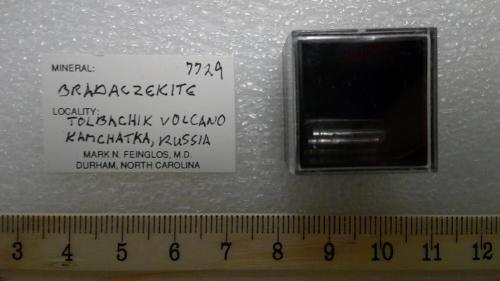 MINERAL: 7729
BRADACZEKITE
LOCALITY:
TOLBACHIK VOLCANO
KAMCHATKA, RUSSIA
MARK N. FEINGLOS, M.D.
DURHAM, NORTH CAROLINA
3 4 5 6 7 8 9 10 11 12